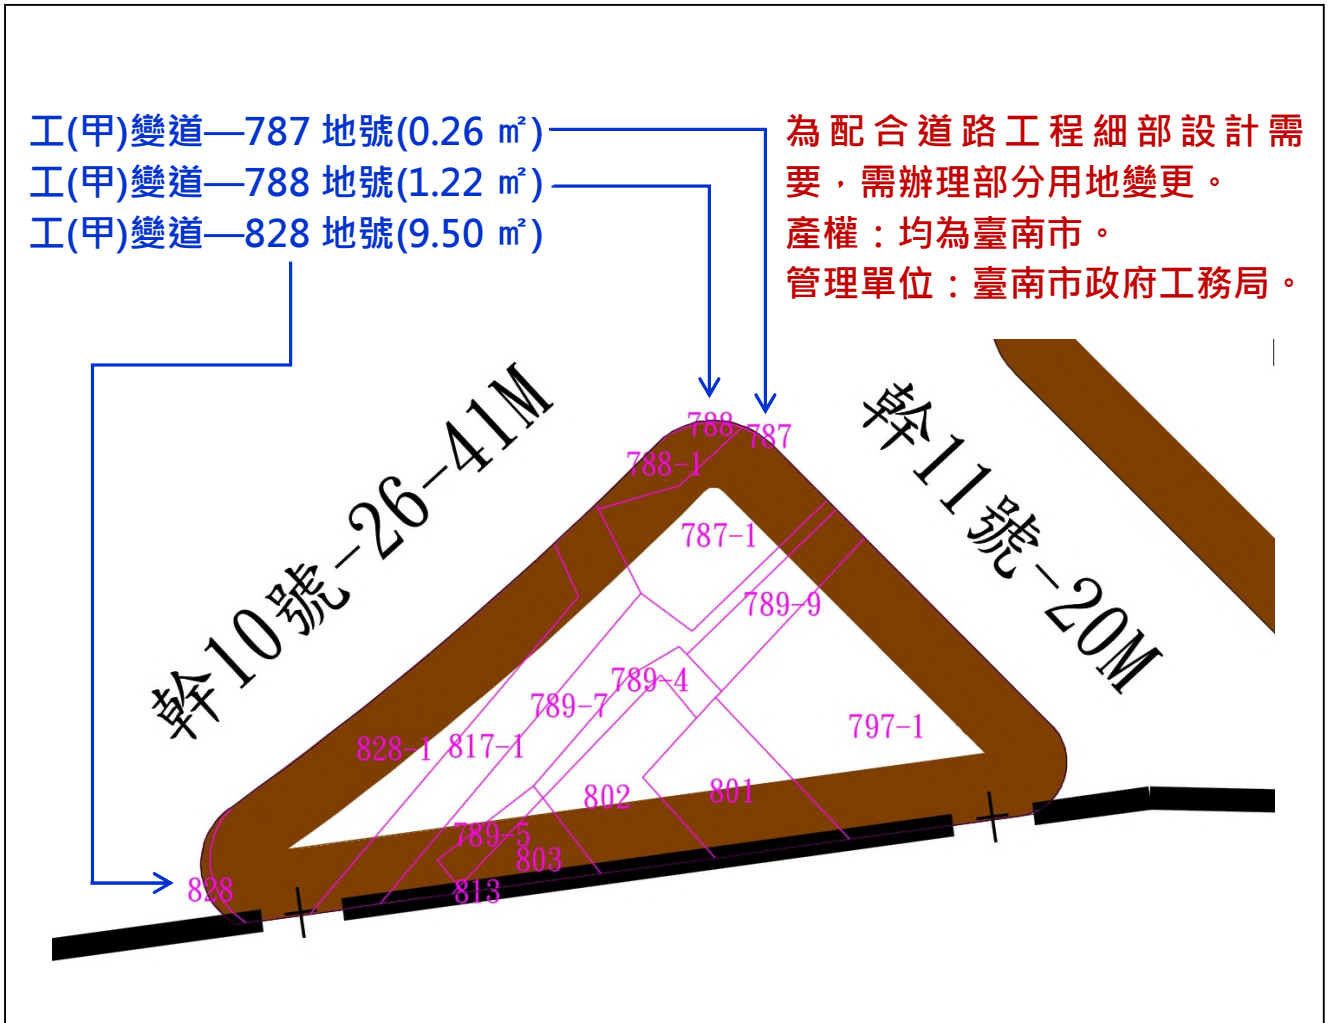 工(甲)變道—787 地號(0.26 ㎡)
工(甲)變道—788 地號(1.22 ㎡)
工(甲)變道—828 地號(9.50 ㎡)
為配合道路工程細部設計需
要，需辦理部分用地變更。
產權：均為臺南市。
管理單位：臺南市政府工務局。
幹10號-26-41M
幹11號-20M
788
787
788-1
787-1
789-9
789-4
789-7
797-1
828-1
817-1
802
801
789-5
803
828
813